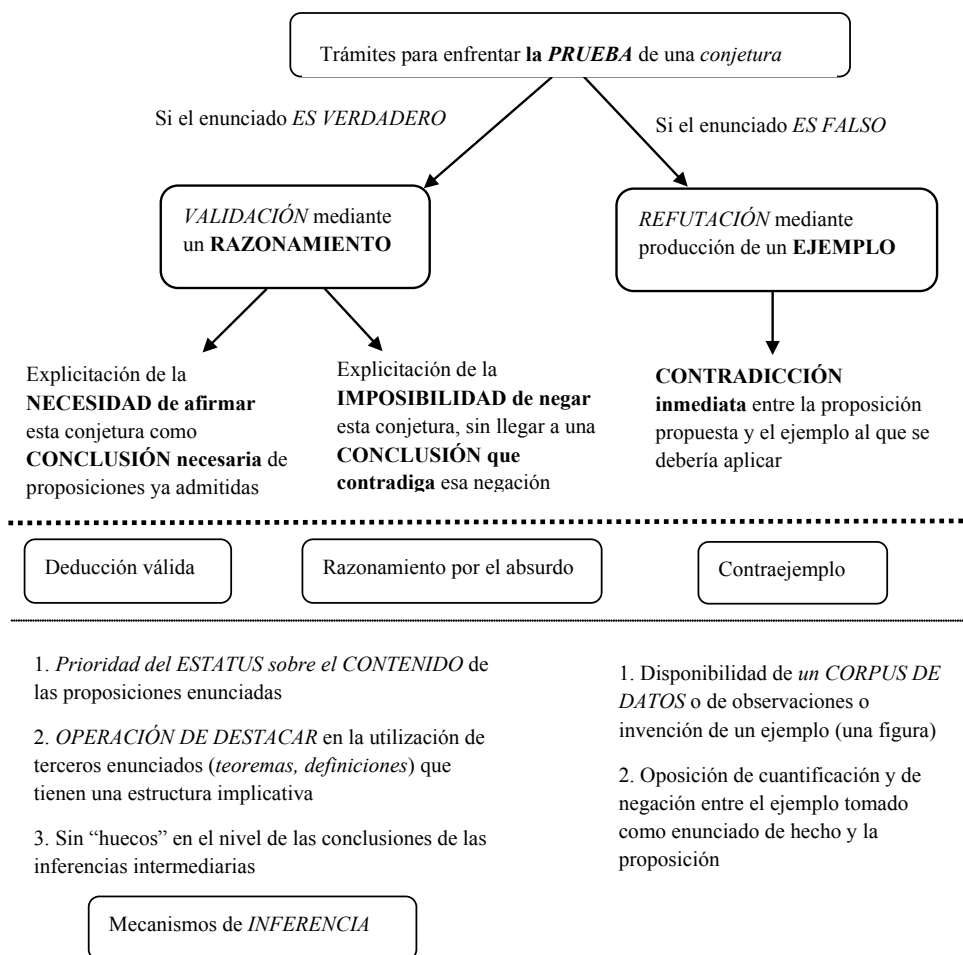 Trámites para enfrentar la PRUEBA de una conjetura
Si el enunciado ES VERDADERO
Si el enunciado ES FALSO
VALIDACIÓN mediante
un RAZONAMIENTO
REFUTACIÓN mediante
producción de un EJEMPLO
Explicitación de la
NECESIDAD de afirmar
esta conjetura como
CONCLUSIÓN necesaria de
proposiciones ya admitidas
Explicitación de la
IMPOSIBILIDAD de negar
esta conjetura, sin llegar a una
CONCLUSIÓN que
contradiga esa negación
CONTRADICCIÓN
inmediata entre la proposición
propuesta y el ejemplo al que se
debería aplicar
Deducción válida
Razonamiento por el absurdo
Contraejemplo
1. Prioridad del ESTATUS sobre el CONTENIDO de
las proposiciones enunciadas
2. OPERACIÓN DE DESTACAR en la utilización de
terceros enunciados (teoremas, definiciones) que
tienen una estructura implicativa
3. Sin “huecos” en el nivel de las conclusiones de las
inferencias intermediarias
1. Disponibilidad de un CORPUS DE
DATOS o de observaciones o
invención de un ejemplo (una figura)
2. Oposición de cuantificación y de
negación entre el ejemplo tomado
como enunciado de hecho y la
proposición
Mecanismos de INFERENCIA